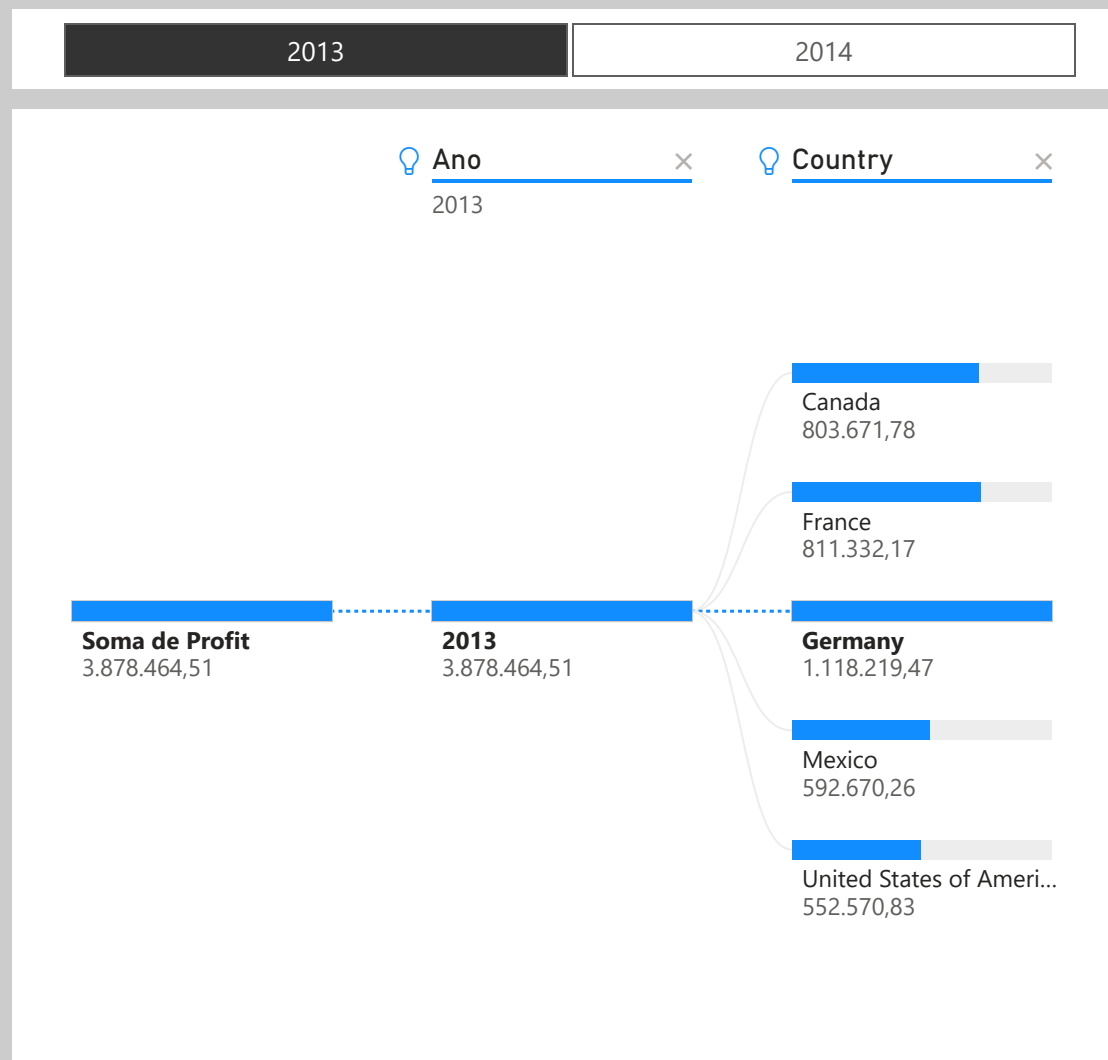 2013
2014
Ano
Country
2013
Canada
803.671,78
France
811.332,17
Soma de Profit
3.878.464,51
2013
3.878.464,51
Germany
1.118.219,47
Mexico
592.670,26
United States of Ameri...
552.570,83